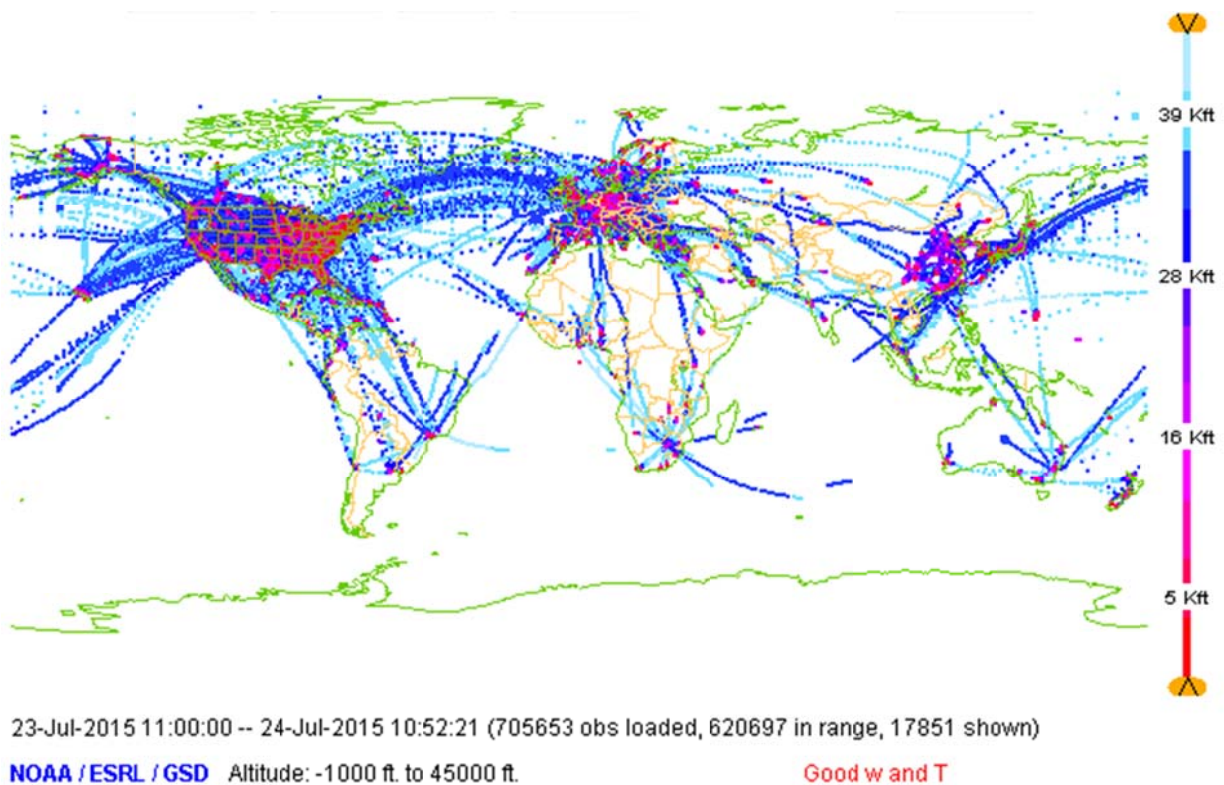 39 Kft
28 Kft
16 Kft
5 Kft
23-Jul-2015 11:00:00 -- 24-Jul-2015 10:52:21 (705653 obs loaded, 620697 in range, 17851 shown)
NOAA / ESRL / GSD Altitude: -1000 ft. to 45000 ft. Good w and T